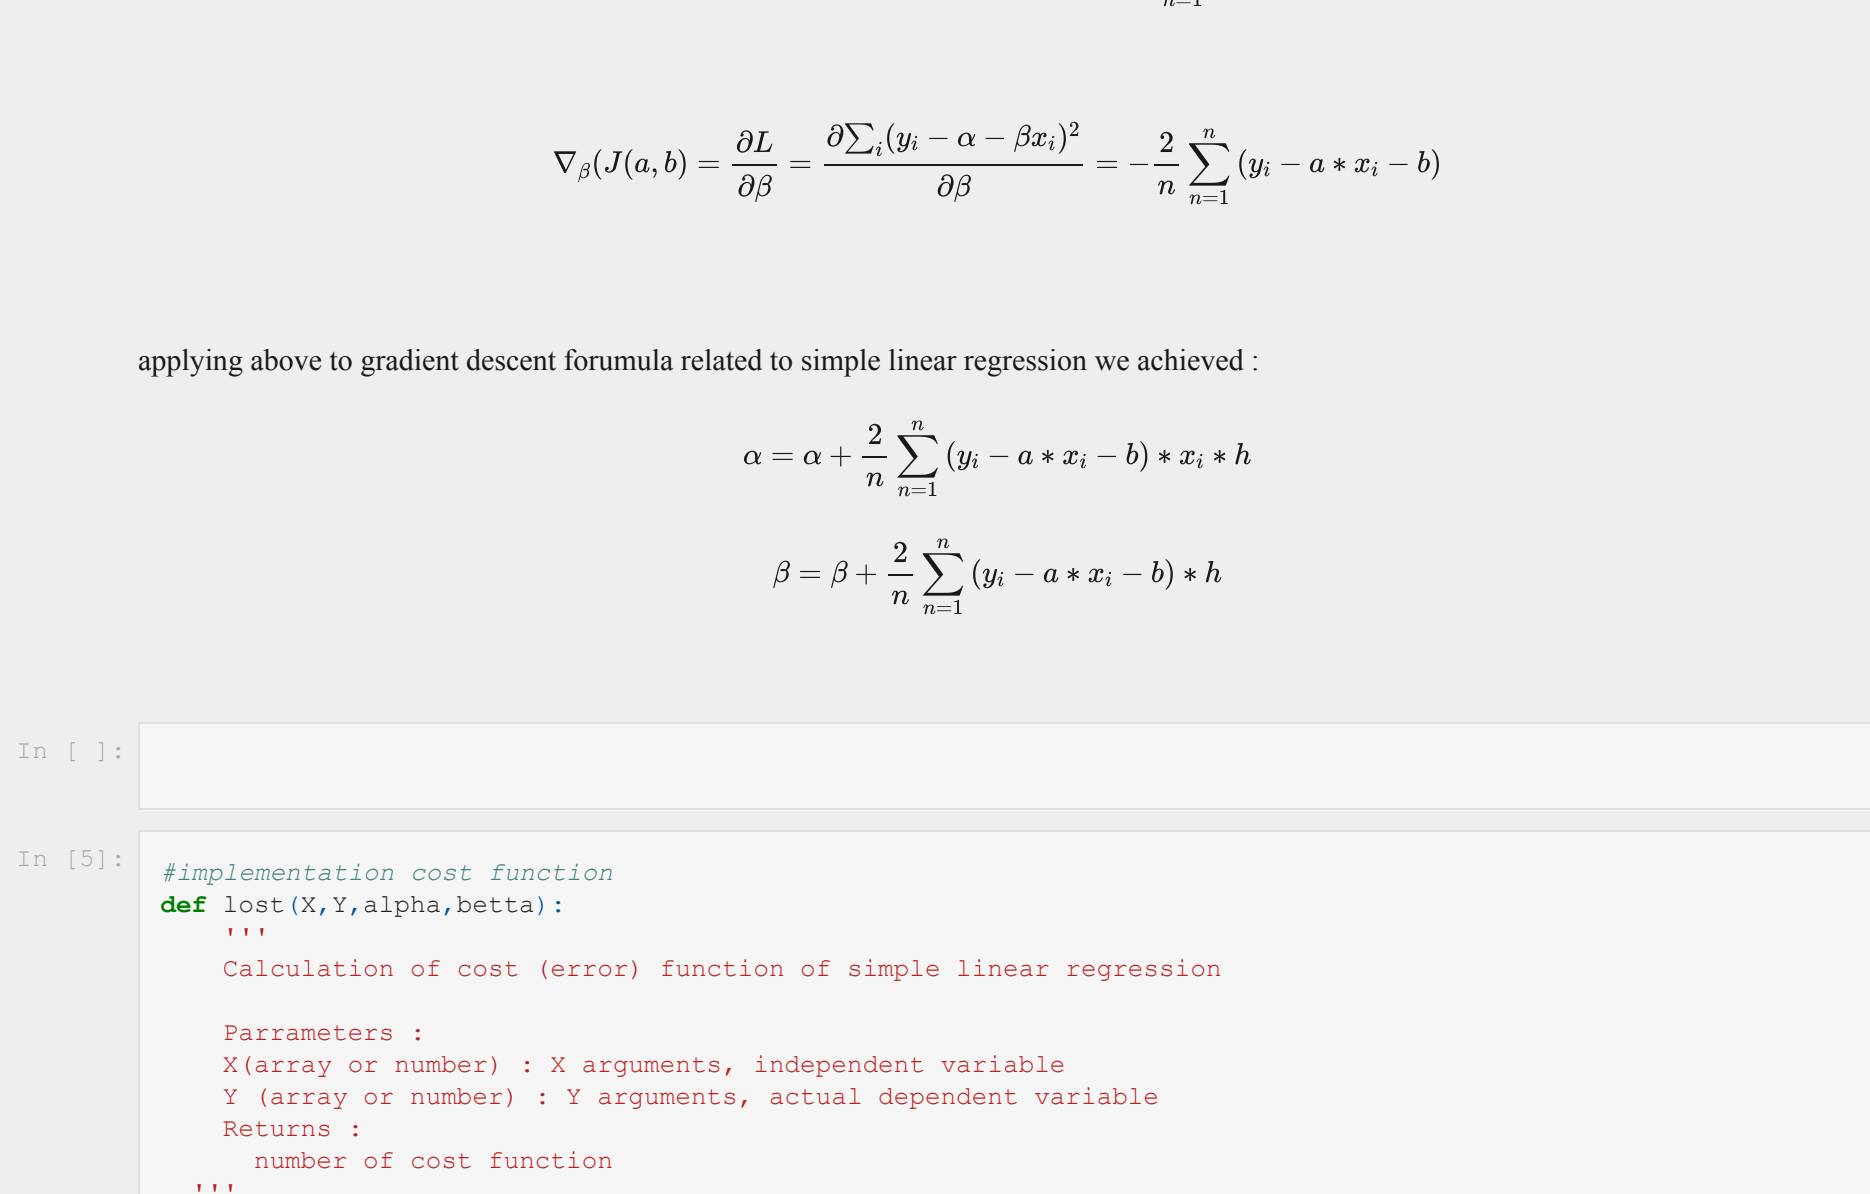 n=1
∇β(J(a, b) = ∂L/∂β = ∂∑i(yi − α − βxi)²/∂β = −2/n ∑n=1^n (yi − a ∗ xi − b)
applying above to gradient descent forumula related to simple linear regression we achieved :
α = α + 2/n ∑n=1^n (yi − a ∗ xi − b) ∗ xi ∗ h
β = β + 2/n ∑n=1^n (yi − a ∗ xi − b) ∗ h
In [ ]:
In [5]:
#implementation cost function
def lost(X,Y,alpha,betta):
'''
Calculation of cost (error) function of simple linear regression
Parrameters :
X(array or number) : X arguments, independent variable
Y (array or number) : Y arguments, actual dependent variable
Returns :
number of cost function
'''